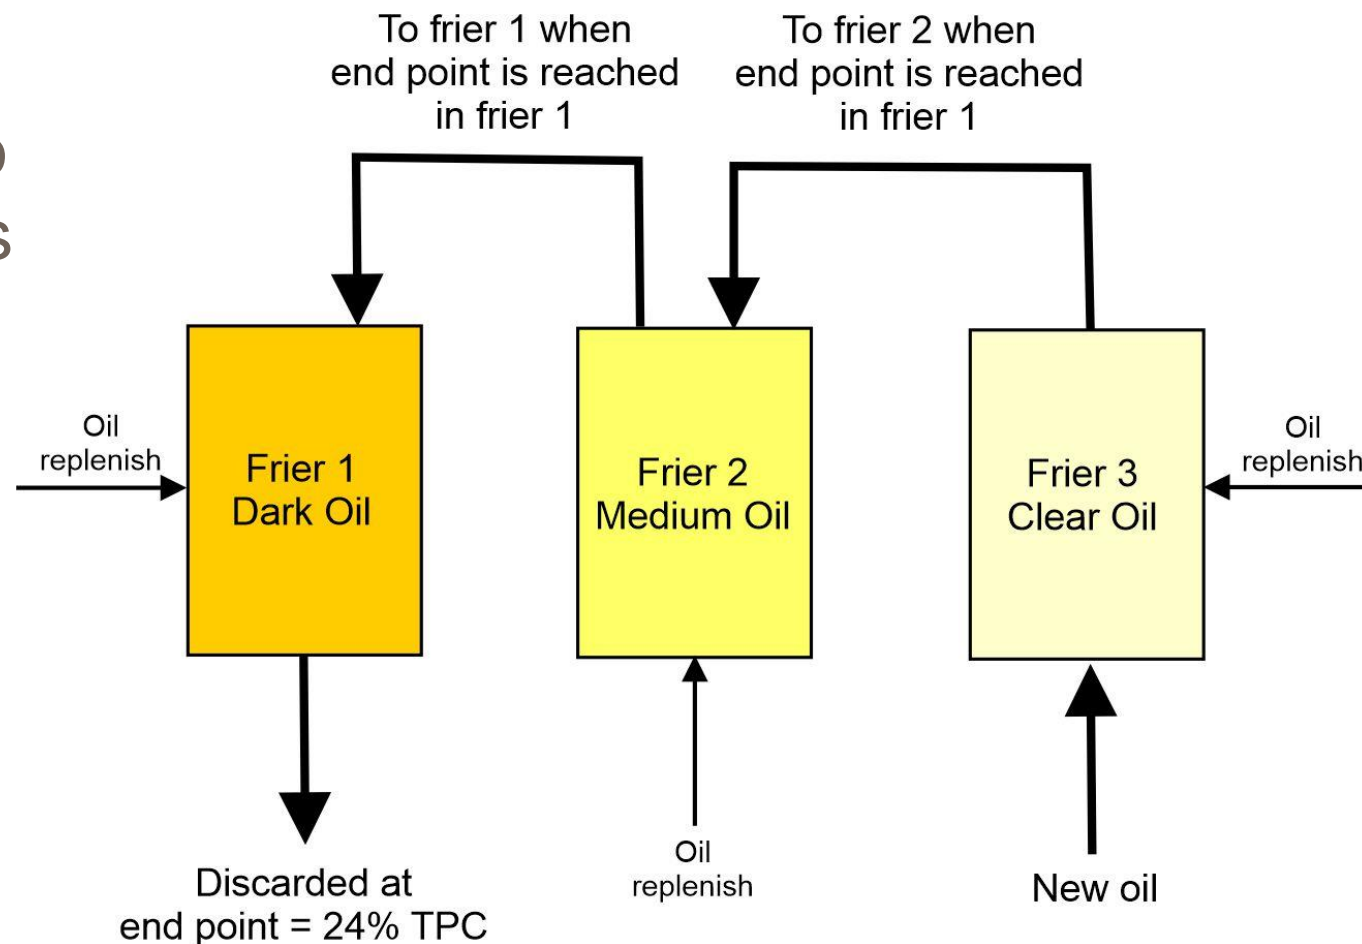 To frier 1 when
end point is reached
in frier 1
To frier 2 when
end point is reached
in frier 1
Oil
replenish
Frier 1
Dark Oil
Frier 2
Medium Oil
Frier 3
Clear Oil
Oil
replenish
Discarded at
end point = 24% TPC
Oil
replenish
New oil